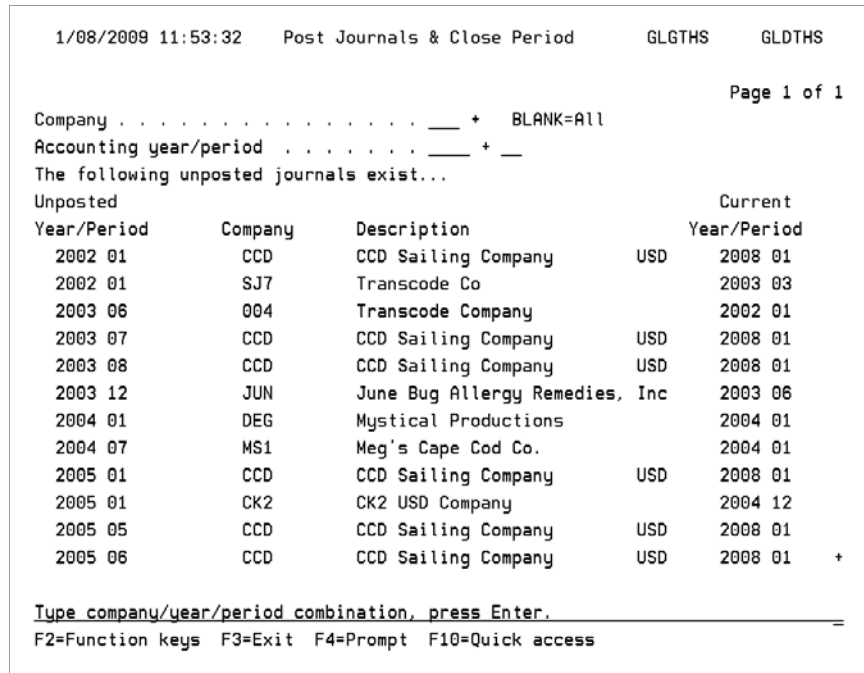 1/08/2009 11:53:32 Post Journals & Close Period GLGTHS GLDTHS
Page 1 of 1
Company . . . . . . . . . . . . . . . . ___ + BLANK=All
Accounting year/period . . . . . . . ____ + __
The following unposted journals exist...
Unposted Current
Year/Period Company Description Year/Period
2002 01 CCD CCD Sailing Company USD 2008 01
2002 01 SJ7 Transcode Co 2003 03
2003 06 004 Transcode Company 2002 01
2003 07 CCD CCD Sailing Company USD 2008 01
2003 08 CCD CCD Sailing Company USD 2008 01
2003 12 JUN June Bug Allergy Remedies, Inc 2003 06
2004 01 DEG Mystical Productions 2004 01
2004 07 MS1 Meg's Cape Cod Co. 2004 01
2005 01 CCD CCD Sailing Company USD 2008 01
2005 01 CK2 CK2 USD Company 2004 12
2005 05 CCD CCD Sailing Company USD 2008 01
2005 06 CCD CCD Sailing Company USD 2008 01 +
Type company/year/period combination, press Enter.
F2=Function keys F3=Exit F4=Prompt F10=Quick access